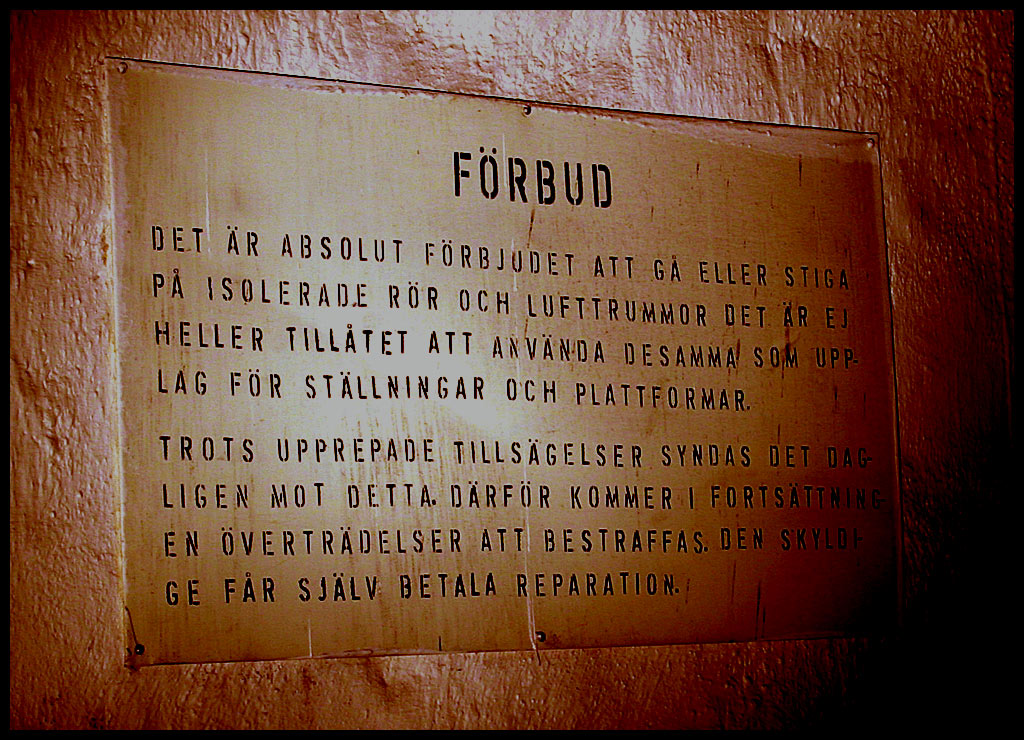 FÖRBUD
DET ÄR ABSOLUT FÖRBJUDET ATT GÅ ELLER STIGA
PÅ ISOLERADE RÖR OCH LUFTTRUMMOR DET ÄR EJ
HELLER TILLÅTET ATT ANVÄNDA DESAMMA SOM UPP-
LAG FÖR STÄLLNINGAR OCH PLATTFORMAR.
TROTS UPPREPADE TILLSÄGELSER SYNDAS DET DAG-
LIGEN MOT DETTA. DÄRFÖR KOMMER I FORTSÄTTNING
EN ÖVERTRÄDELSER ATT BESTRAFFAS. DEN SKYLDI
GE FÅR SJÄLV BETALA REPARATION.